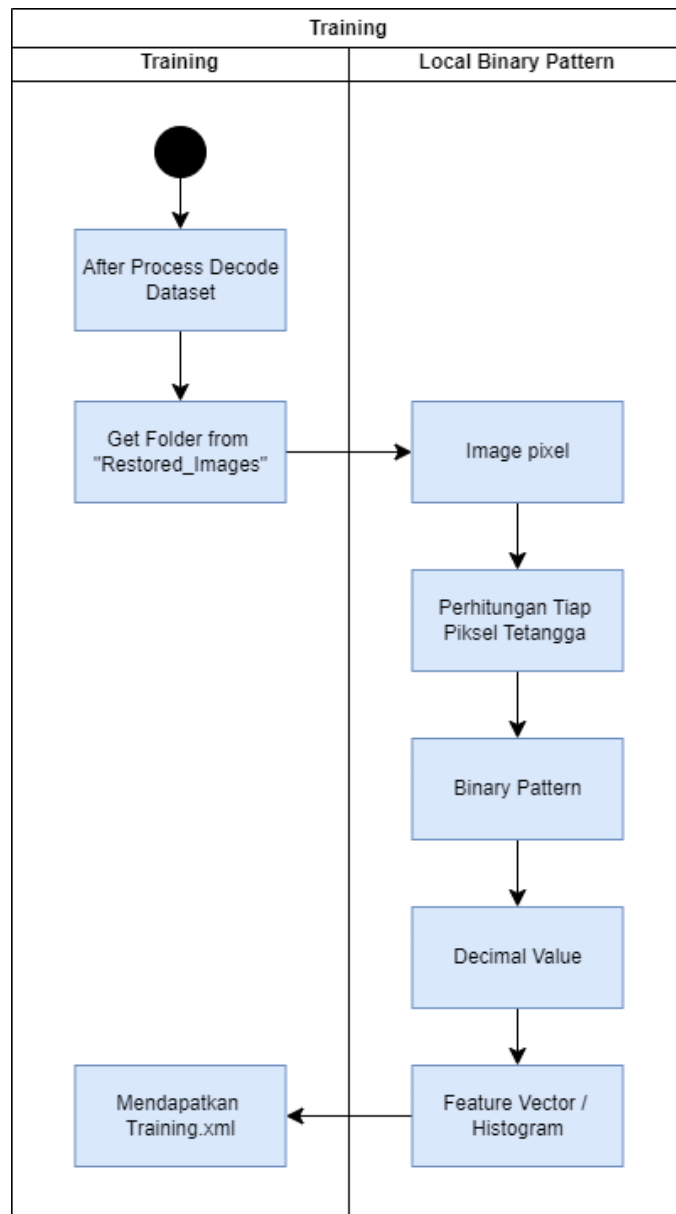 Training
Training
Local Binary Pattern
After Process Decode
Dataset
Get Folder from
"Restored_Images"
Image pixel
Perhitungan Tiap
Piksel Tetangga
Binary Pattern
Decimal Value
Feature Vector /
Histogram
Mendapatkan
Training.xml